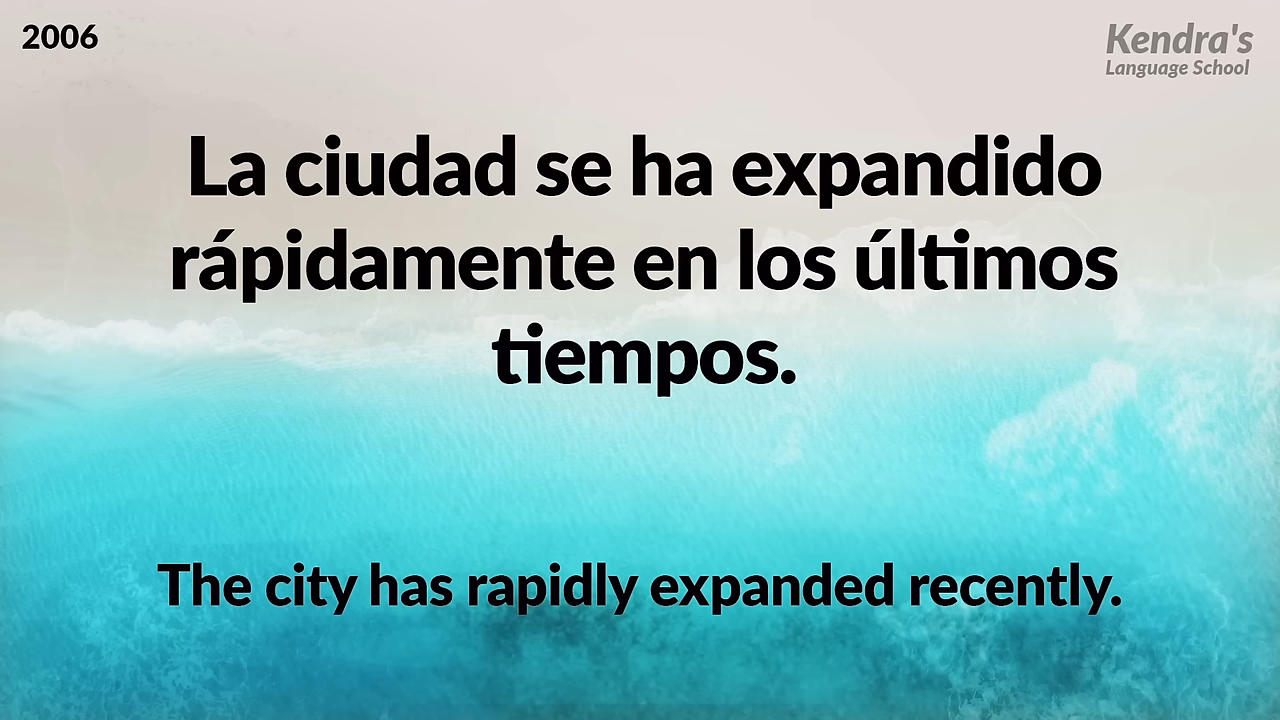 2006
Kendra's
Language School
La ciudad se ha expandido
rápidamente en los últimos
tiempos.
The city has rapidly expanded recently.